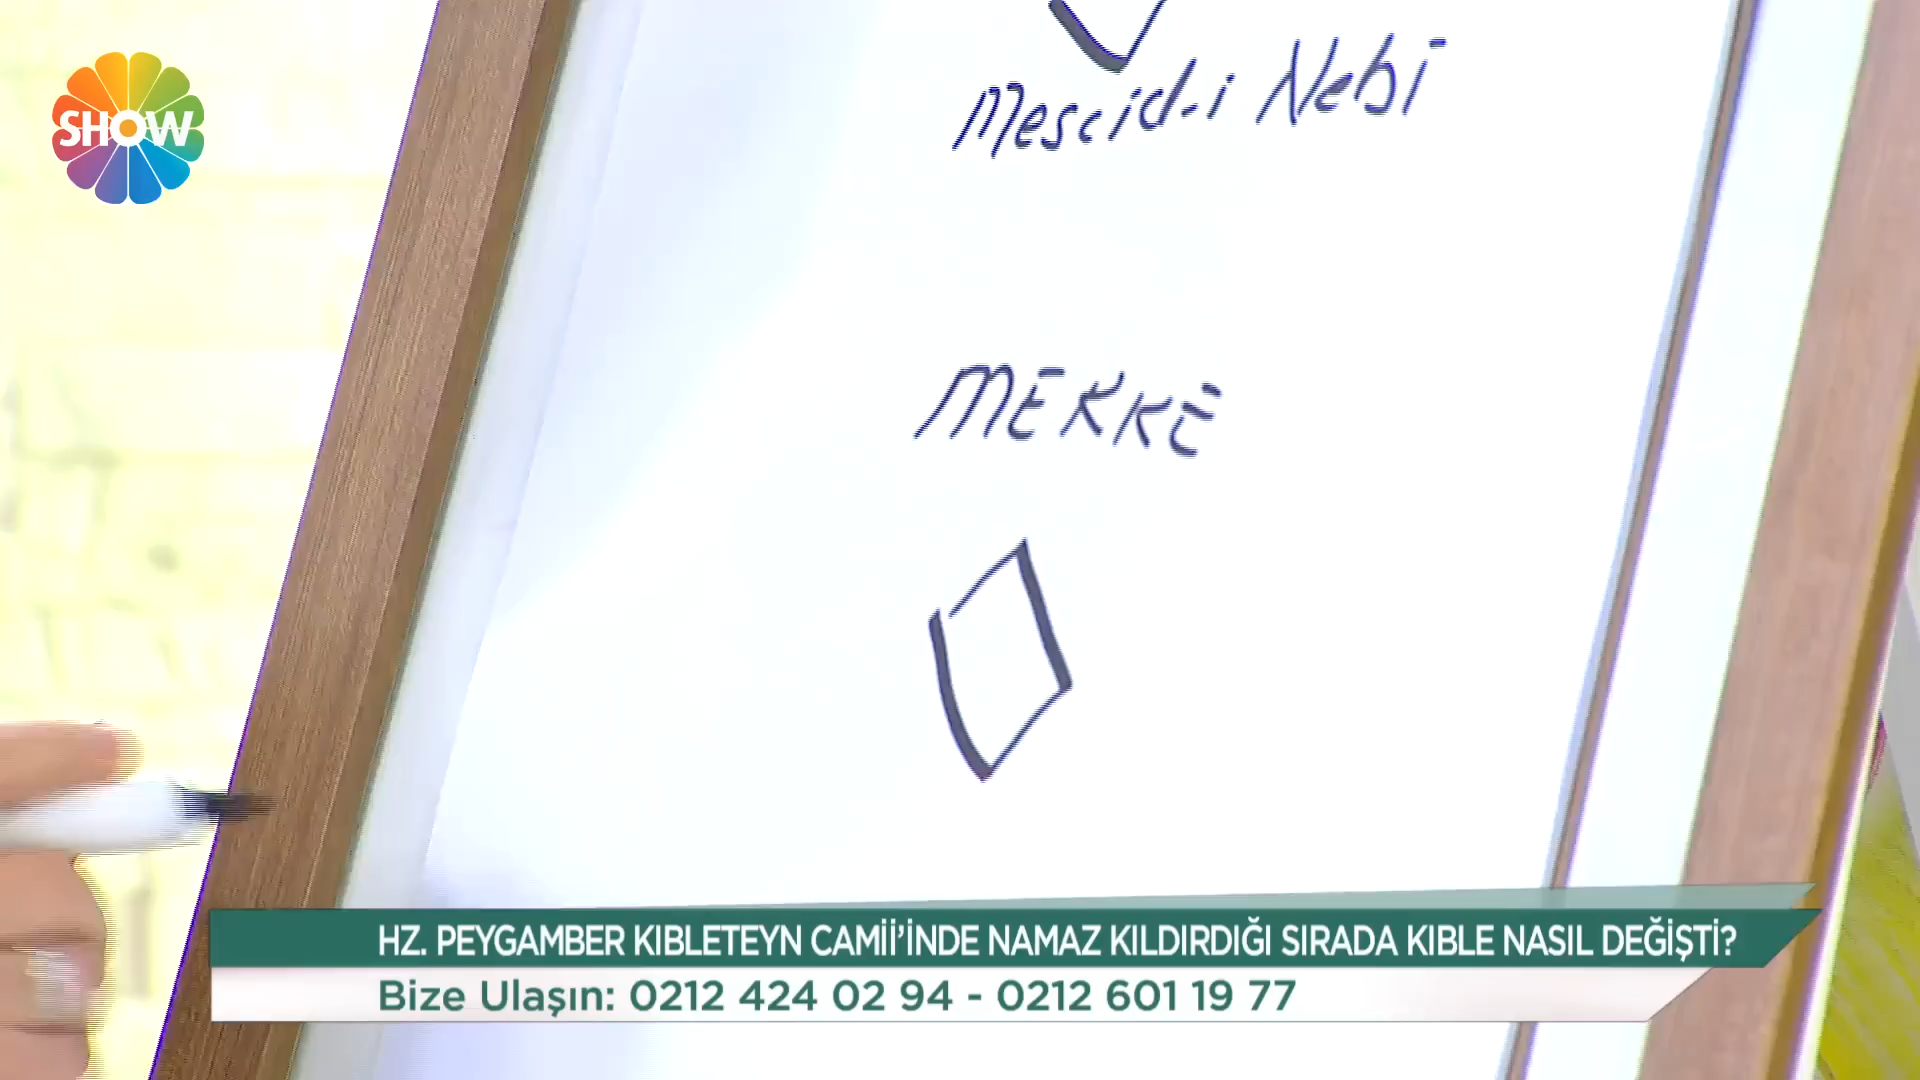 SHOW
Mescid-i Nebi
MEKKE
HZ. PEYGAMBER KIBLETEYN CAMİİ'İNDE NAMAZ KILDIRDIĞI SIRADA KIBLE NASIL DEĞİŞTİ?
Bize Ulaşın: 0212 424 02 94 - 0212 601 19 77